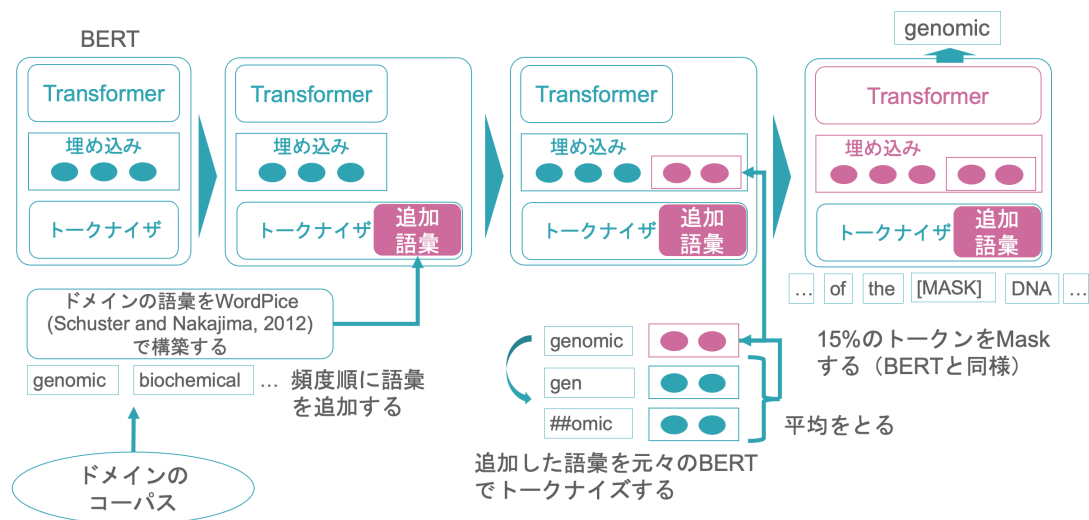 BERT
Transformer
埋め込み
トークナイザ
Transformer
埋め込み
トークナイザ
追加
語彙
Transformer
埋め込み
トークナイザ
追加
語彙
genomic
Transformer
埋め込み
トークナイザ
追加
語彙
… of the [MASK] DNA …
15%のトークンをMask
する（BERTと同様）
ドメインの語彙をWordPice
(Schuster and Nakajima, 2012)
で構築する
genomic biochemical … 頻度順に語彙
を追加する
ドメインの
コーパス
genomic
gen
##omic
平均をとる
追加した語彙を元々のBERT
でトークナイズする